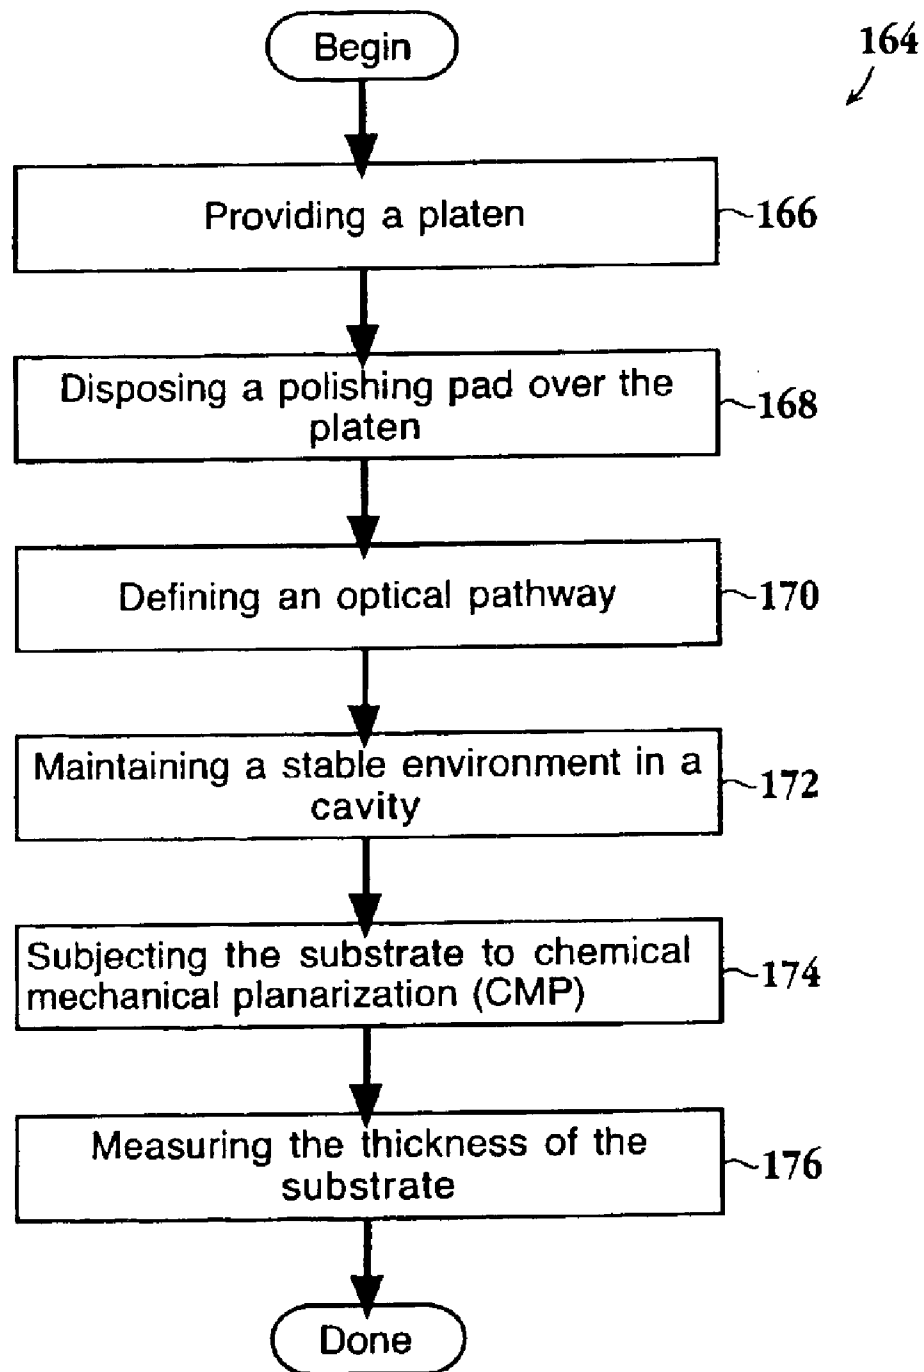 Begin
164
Providing a platen
166
Disposing a polishing pad over the
platen
168
Defining an optical pathway
170
Maintaining a stable environment in a
cavity
172
Subjecting the substrate to chemical
mechanical planarization (CMP)
174
Measuring the thickness of the
substrate
176
Done